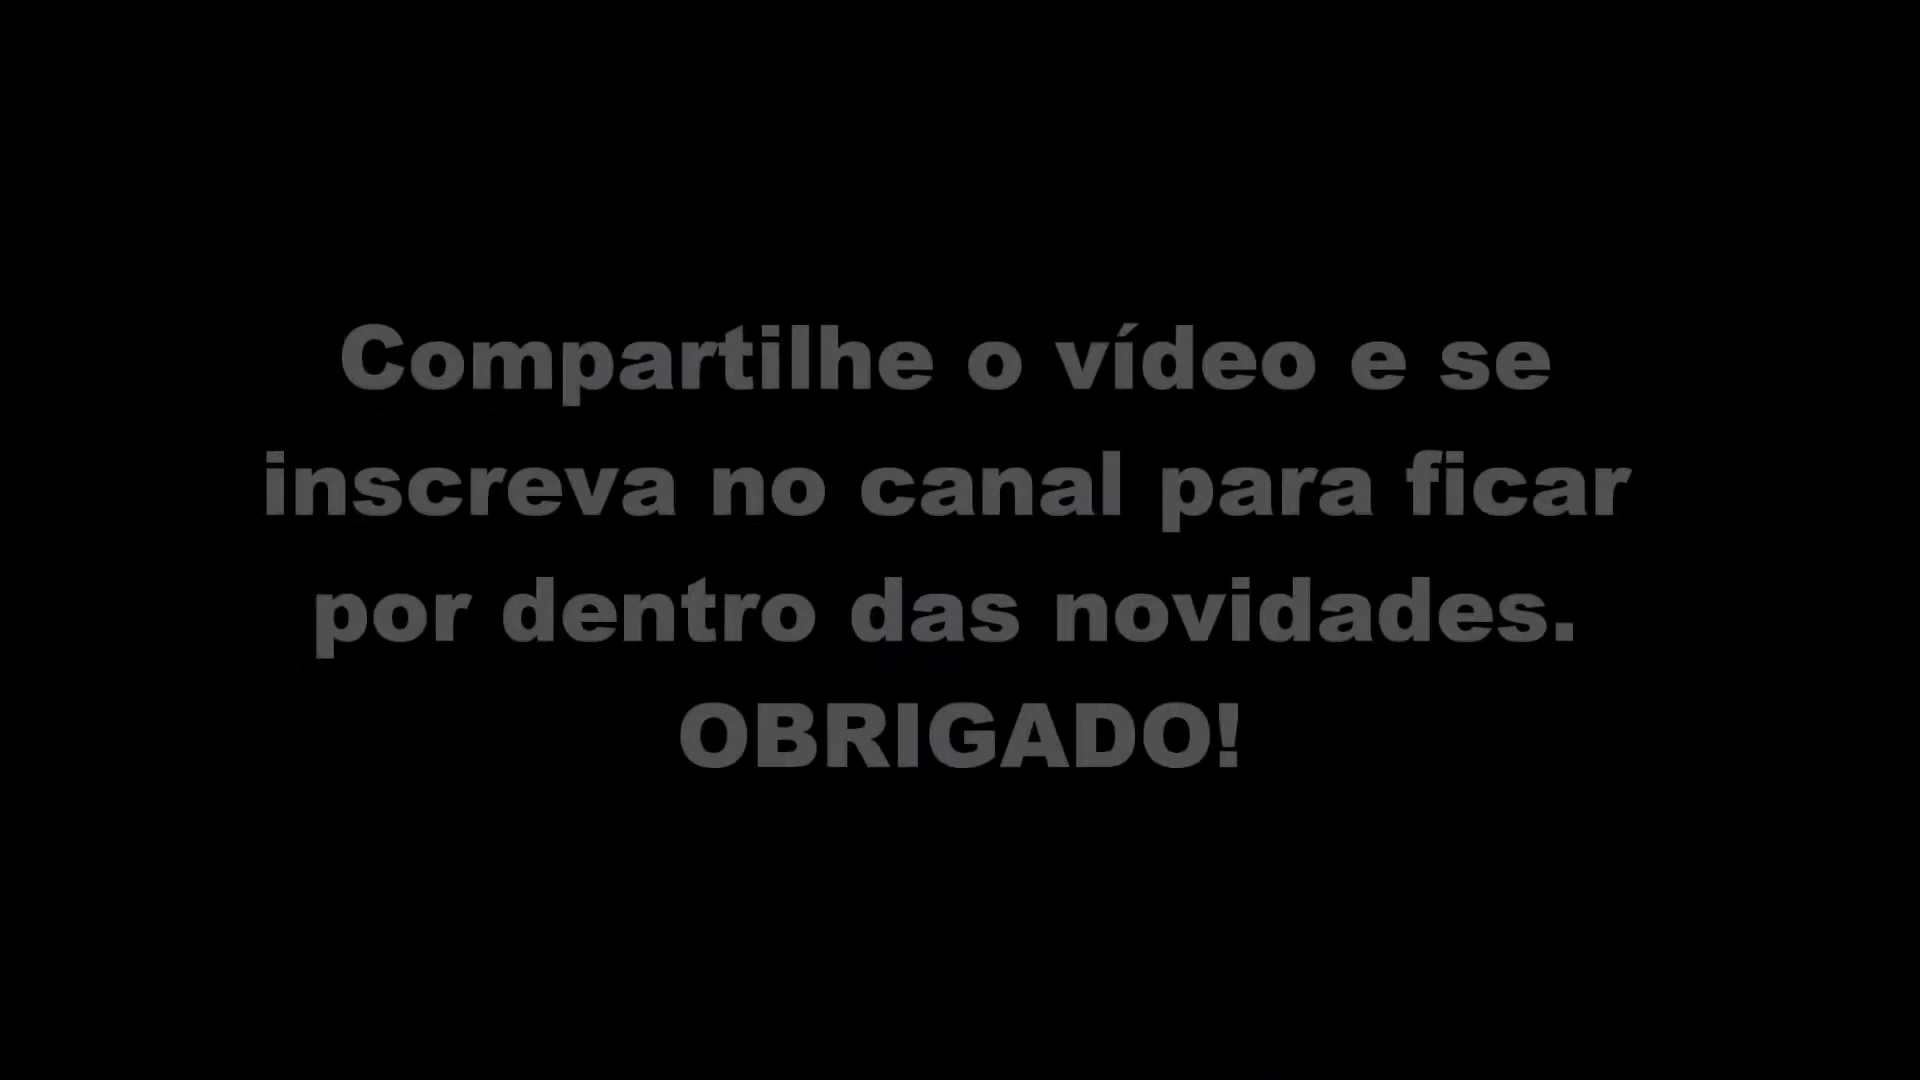 Compartilhe o vídeo e se
inscreva no canal para ficar
por dentro das novidades.
OBRIGADO!